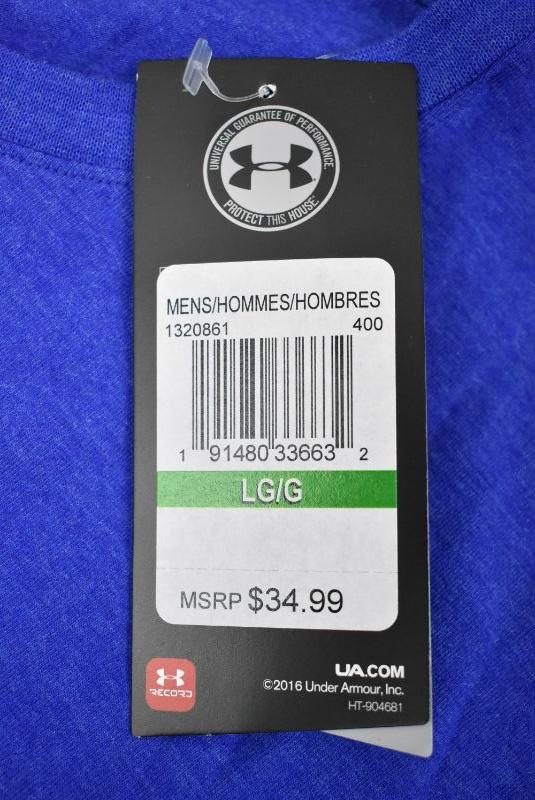 UNIVERSAL GUARANTEE OF PERFORMANCE.
PROTECT THIS HOUSE.
MENS/HOMMES/HOMBRES
1320861 400
1 91480 33663 2
LG/G
MSRP $34.99
RECORD
UA.COM
©2016 Under Armour, Inc.
HT-904681